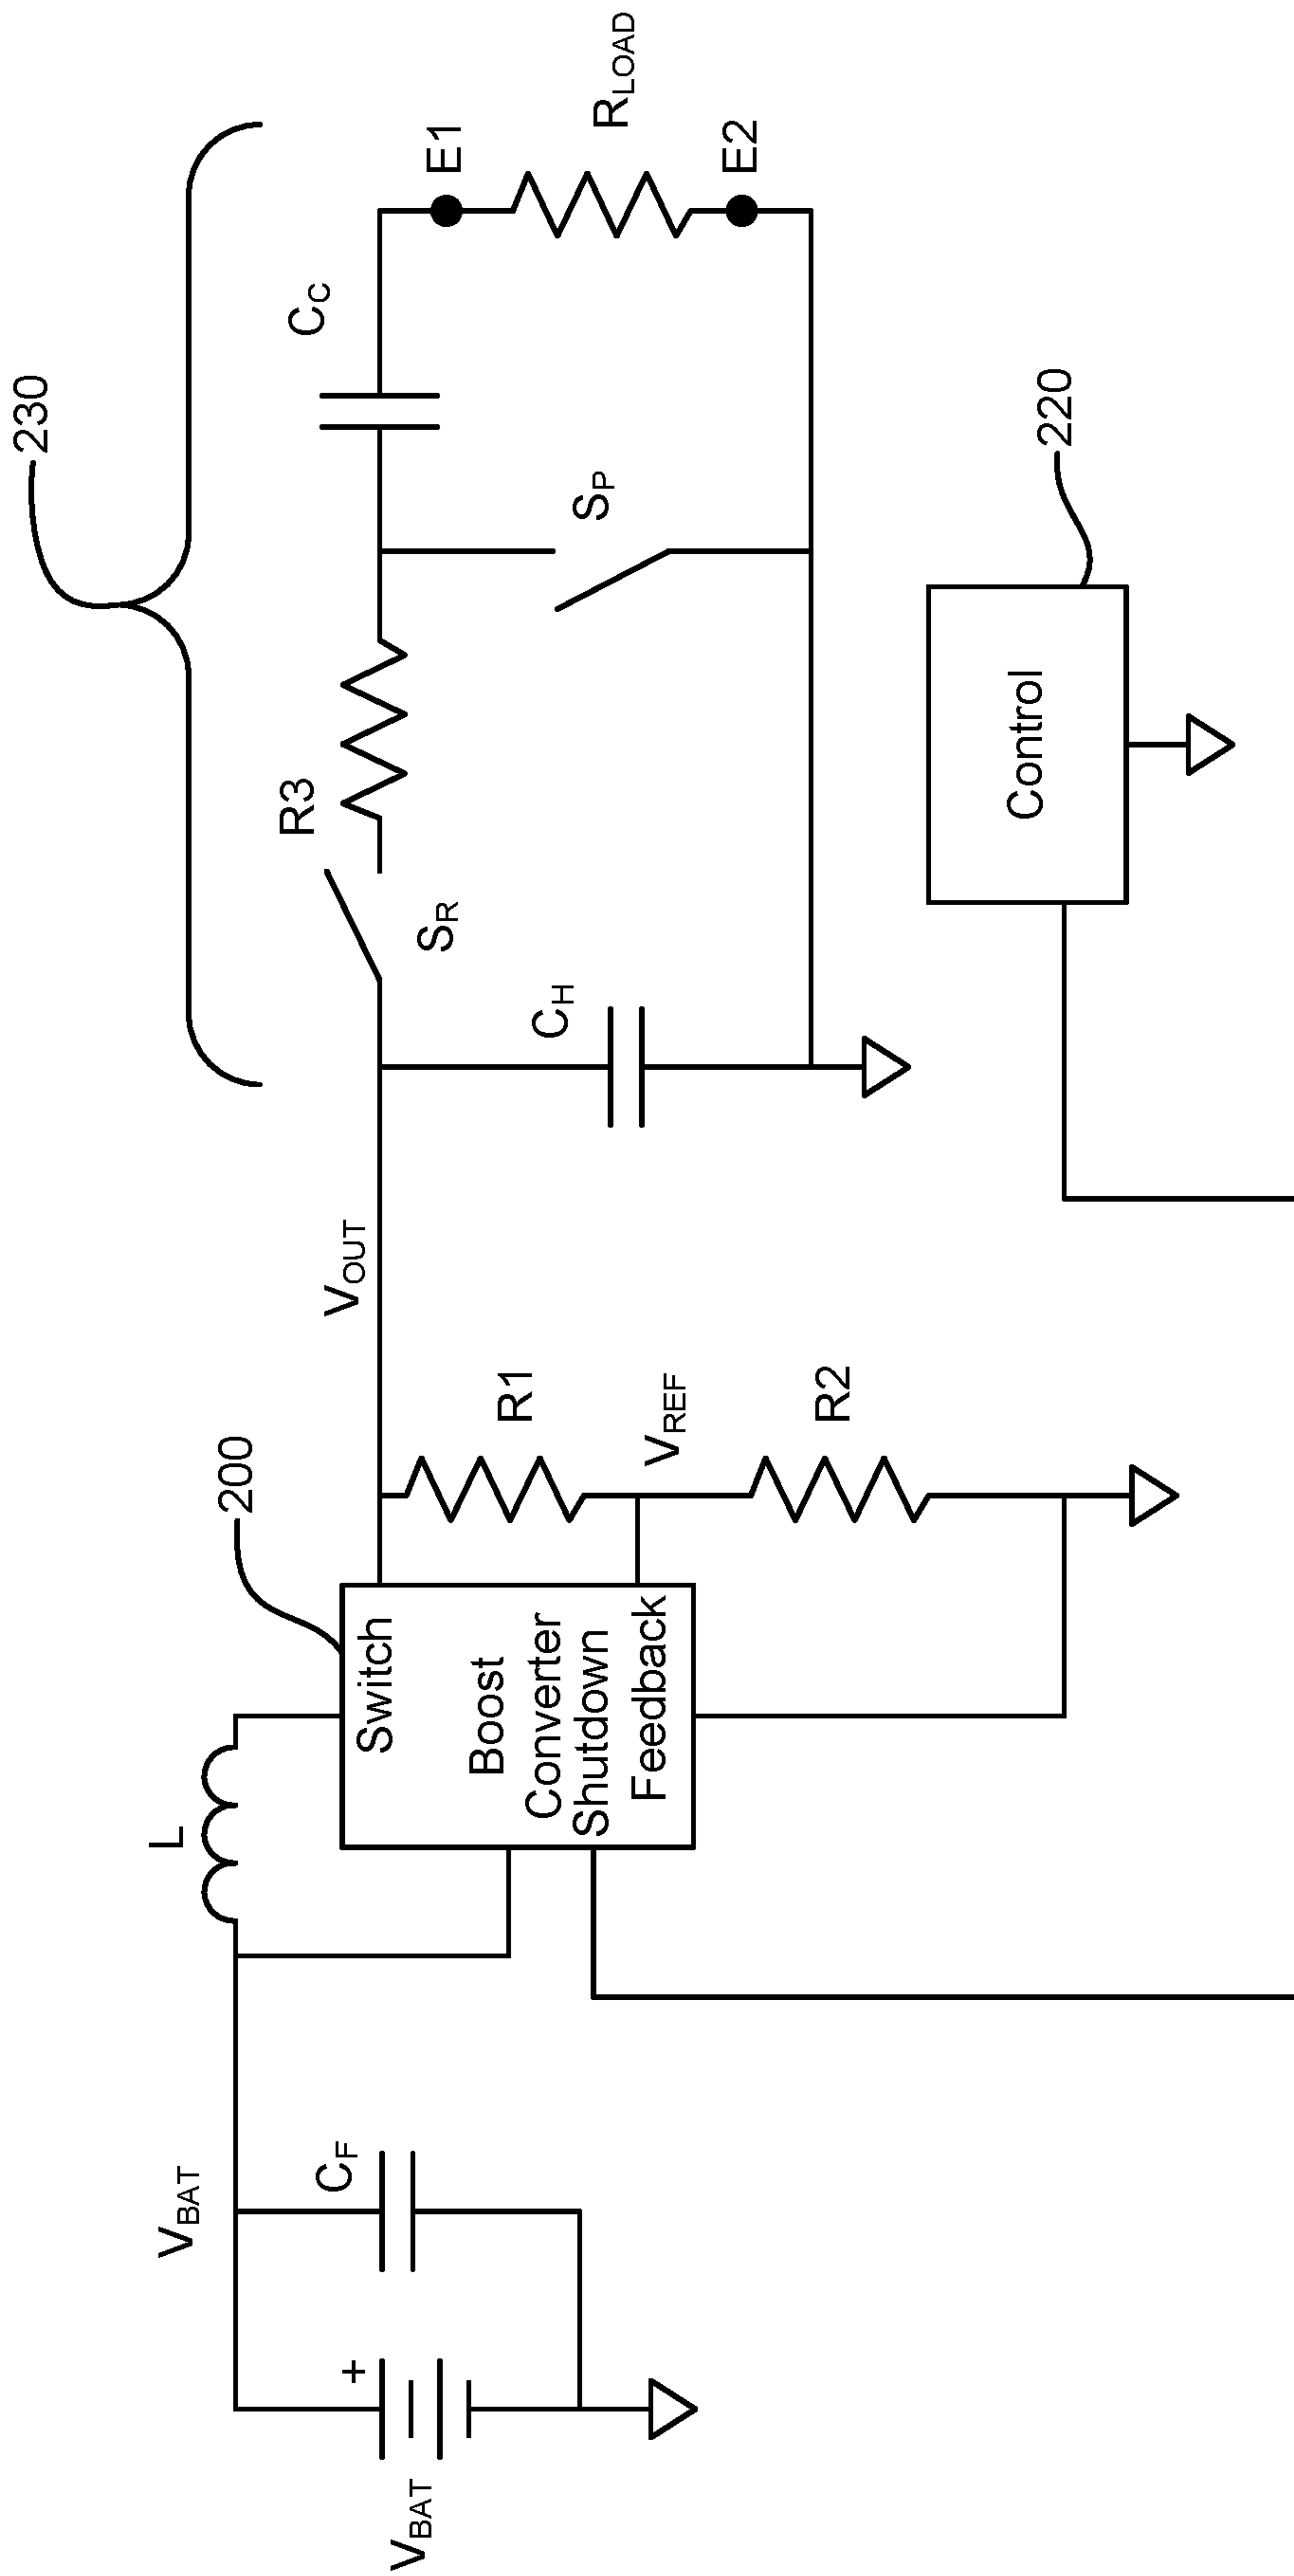 230
200
L
V_BAT
V_BAT
+
C_F
Switch
Boost
Converter
Shutdown
Feedback
V_OUT
R1
V_REF
R2
C_H
S_R
R3
S_P
C_C
E1
R_LOAD
E2
Control
220